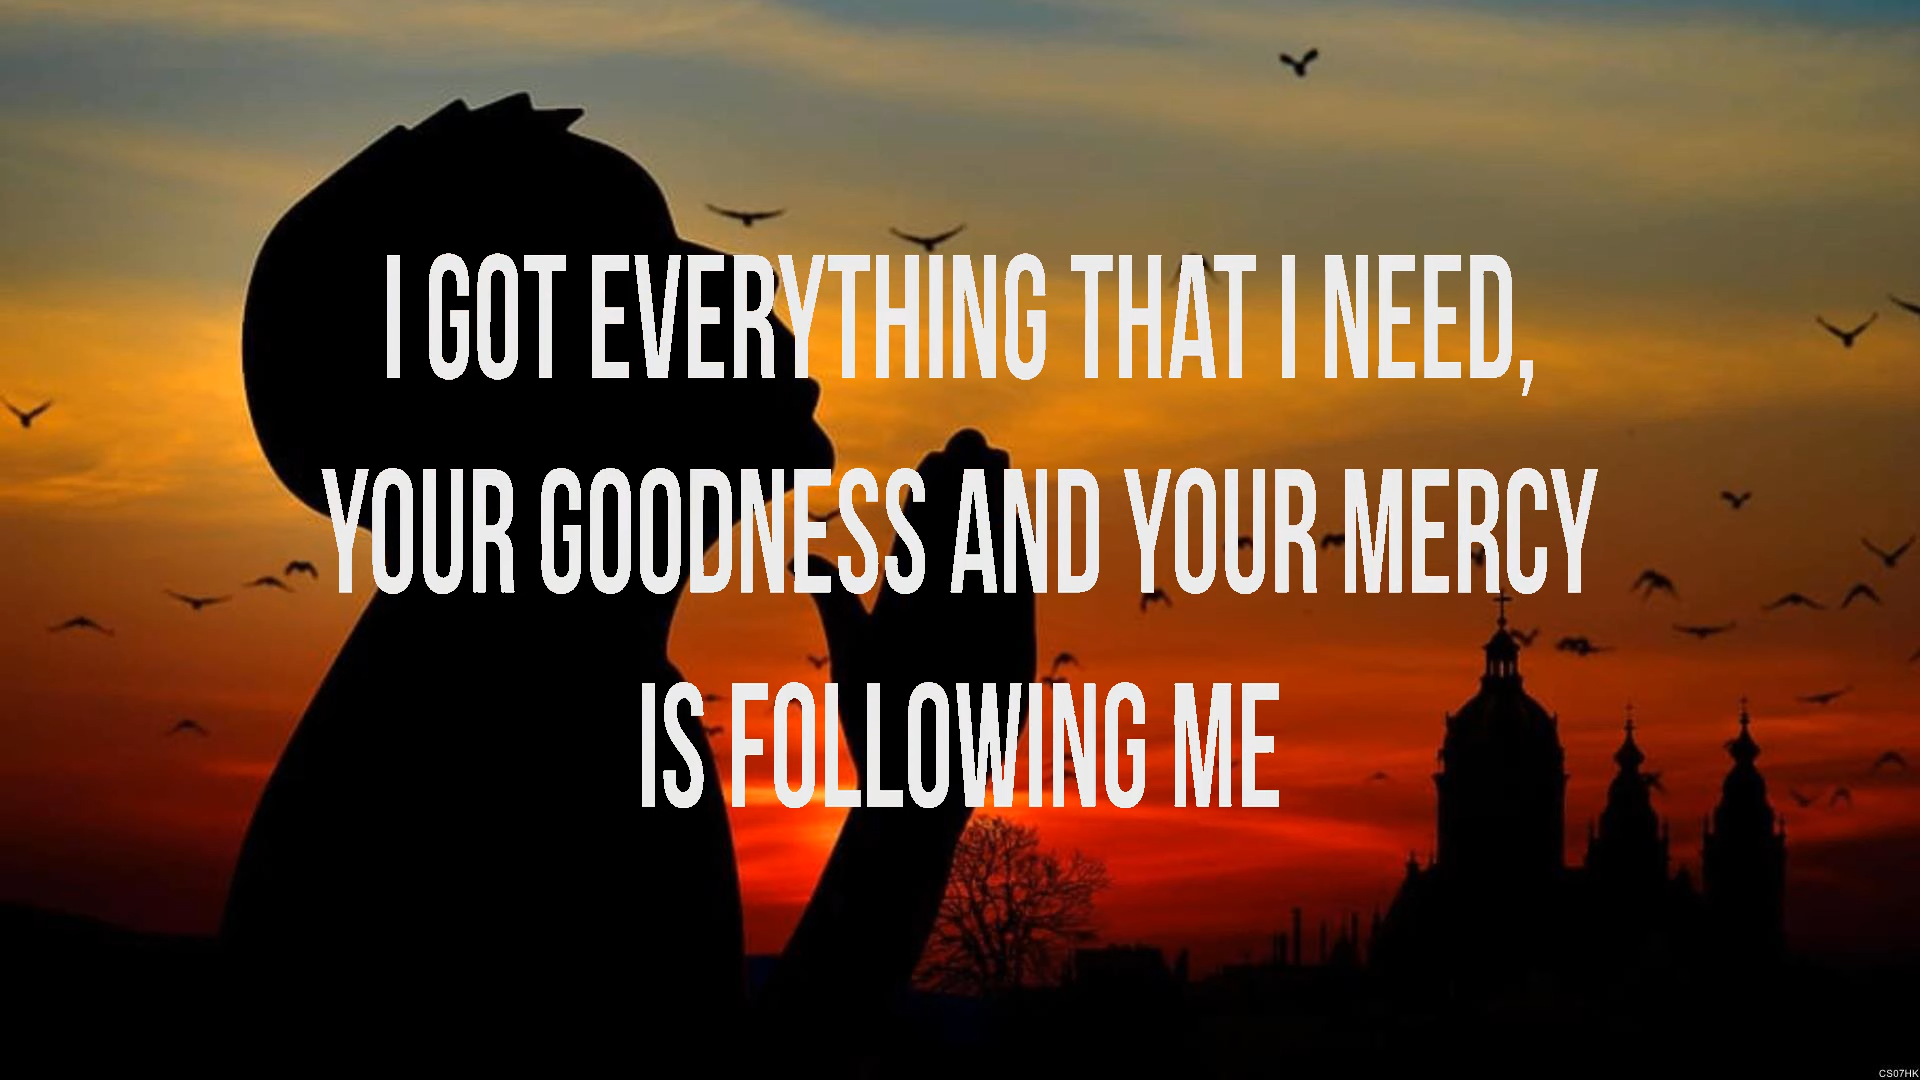 I GOT EVERYTHING THAT I NEED,
YOUR GOODNESS AND YOUR MERCY
IS FOLLOWING ME
CS07HK